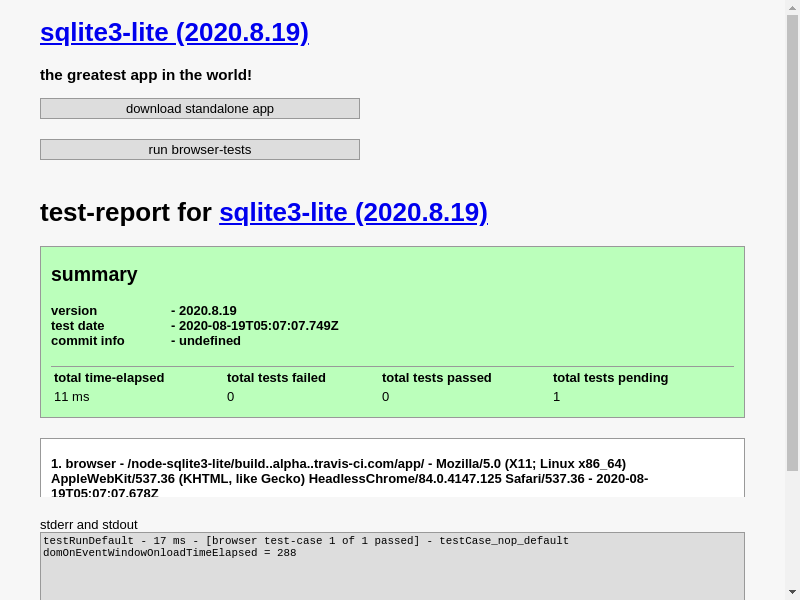 sqlite3-lite (2020.8.19)
the greatest app in the world!
download standalone app
run browser-tests
test-report for sqlite3-lite (2020.8.19)
summary
version - 2020.8.19
test date - 2020-08-19T05:07:07.749Z
commit info - undefined
total time-elapsed total tests failed total tests passed total tests pending
11 ms 0 0 1
1. browser - /node-sqlite3-lite/build..alpha..travis-ci.com/app/ - Mozilla/5.0 (X11; Linux x86_64)
AppleWebKit/537.36 (KHTML, like Gecko) HeadlessChrome/84.0.4147.125 Safari/537.36 - 2020-08-
19T05:07:07.678Z
stderr and stdout
testRunDefault - 17 ms - [browser test-case 1 of 1 passed] - testCase_nop_default
domOnEventWindowOnloadTimeElapsed = 288